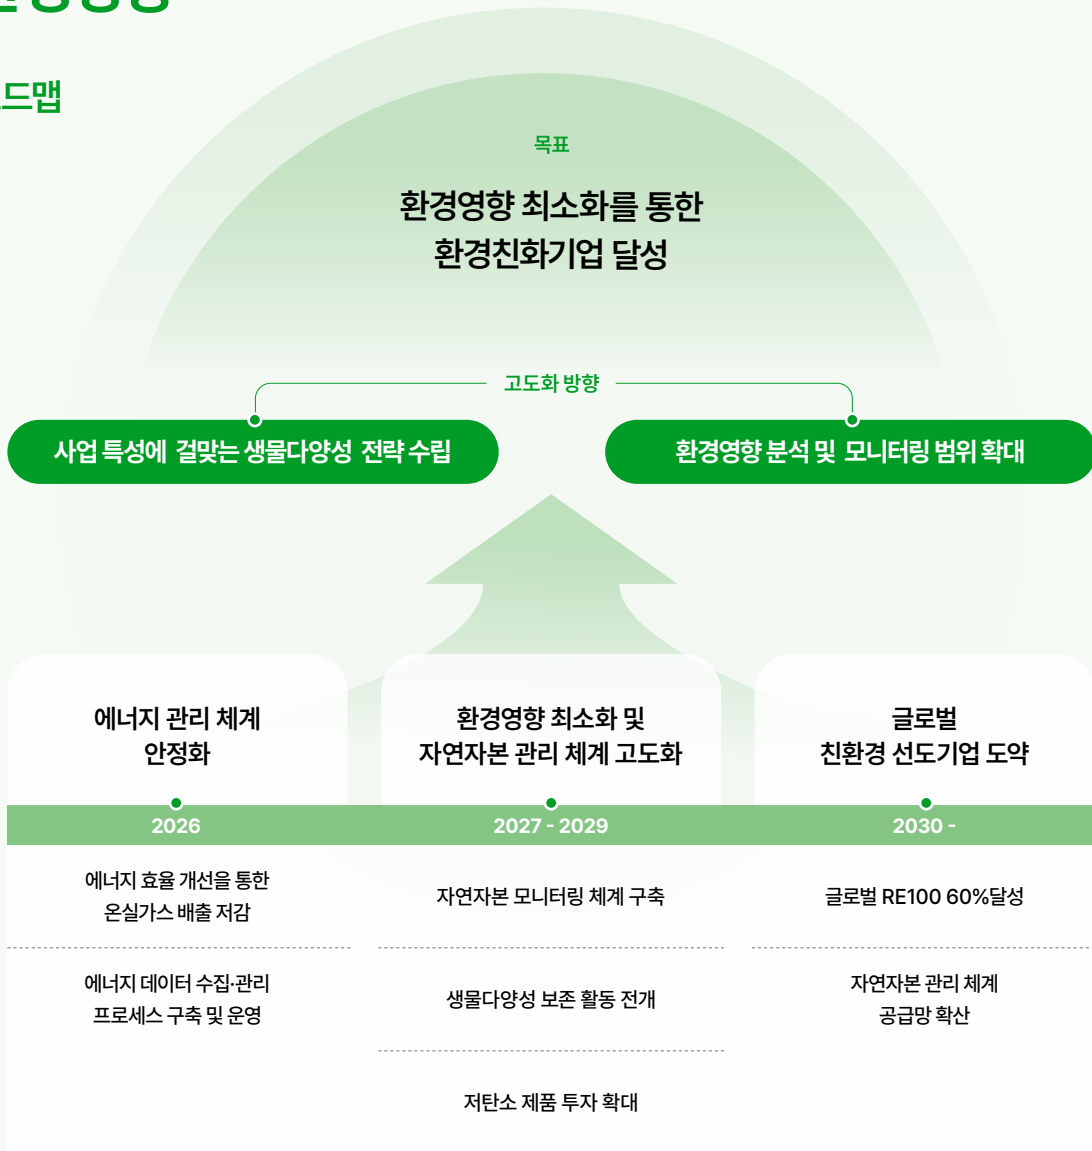 드맵
목표
환경영향 최소화를 통한
환경친화기업 달성
고도화 방향
사업 특성에 걸맞는 생물다양성 전략 수립
환경영향 분석 및 모니터링 범위 확대
에너지 관리 체계
안정화
환경영향 최소화 및
자연자본 관리 체계 고도화
글로벌
친환경 선도기업 도약
2026
2027 - 2029
2030 -
에너지 효율 개선을 통한
온실가스 배출 저감
자연자본 모니터링 체계 구축
글로벌 RE100 60%달성
에너지 데이터 수집·관리
프로세스 구축 및 운영
생물다양성 보존 활동 전개
자연자본 관리 체계
공급망 확산
저탄소 제품 투자 확대